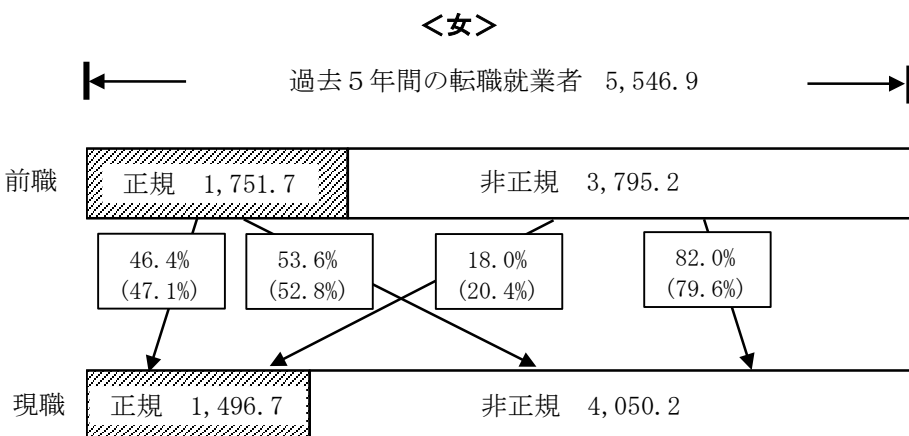 ＜女＞
過去５年間の転職就業者 5,546.9
前職 正規 1,751.7 非正規 3,795.2
46.4% 53.6% 18.0% 82.0%
(47.1%) (52.8%) (20.4%) (79.6%)
現職 正規 1,496.7 非正規 4,050.2